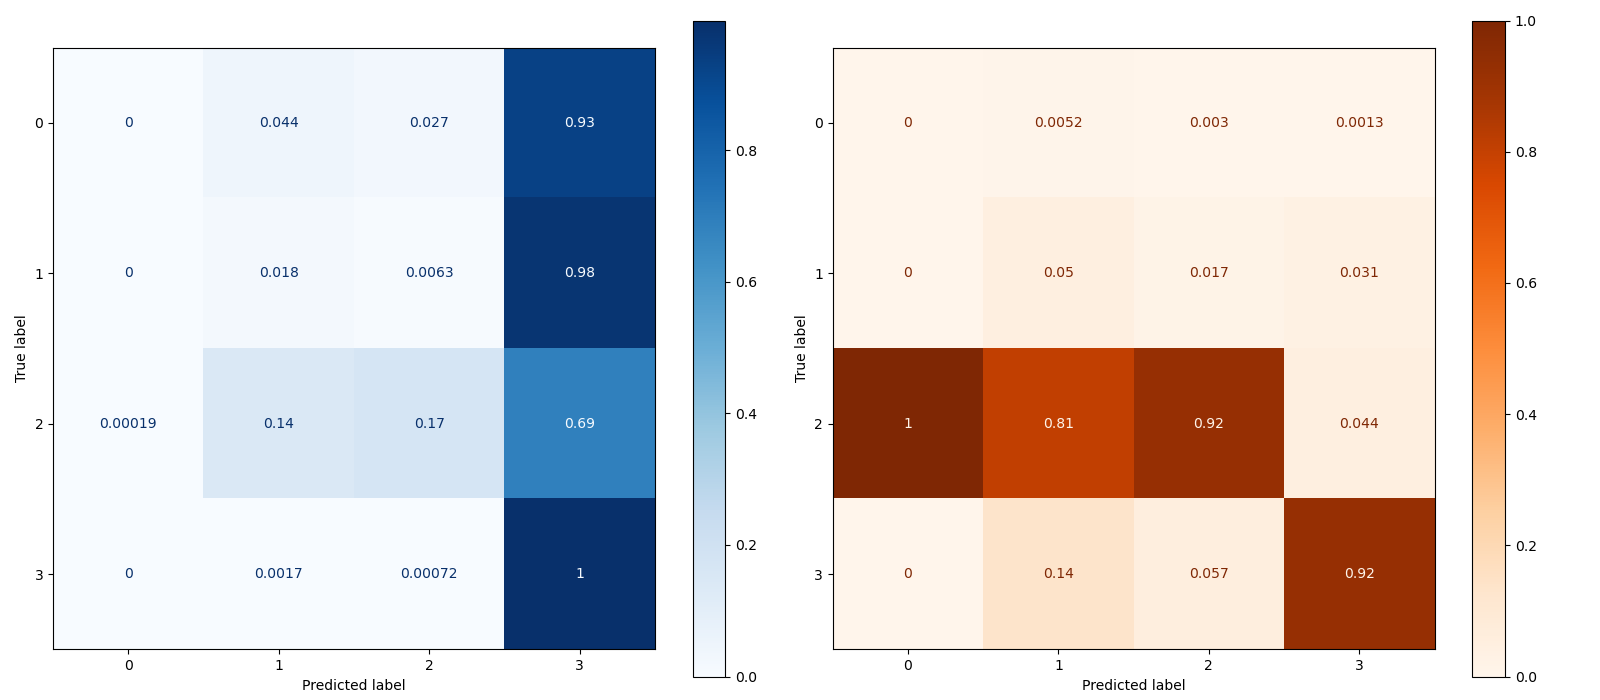 0 0 0.044 0.027 0.93
1 0 0.018 0.0063 0.98
2 0.00019 0.14 0.17 0.69
3 0 0.0017 0.00072 1
0 1 2 3
True label
Predicted label
0.8
0.6
0.4
0.2
0.0
0 0 0.0052 0.003 0.0013
1 0 0.05 0.017 0.031
2 1 0.81 0.92 0.044
3 0 0.14 0.057 0.92
0 1 2 3
True label
Predicted label
1.0
0.8
0.6
0.4
0.2
0.0